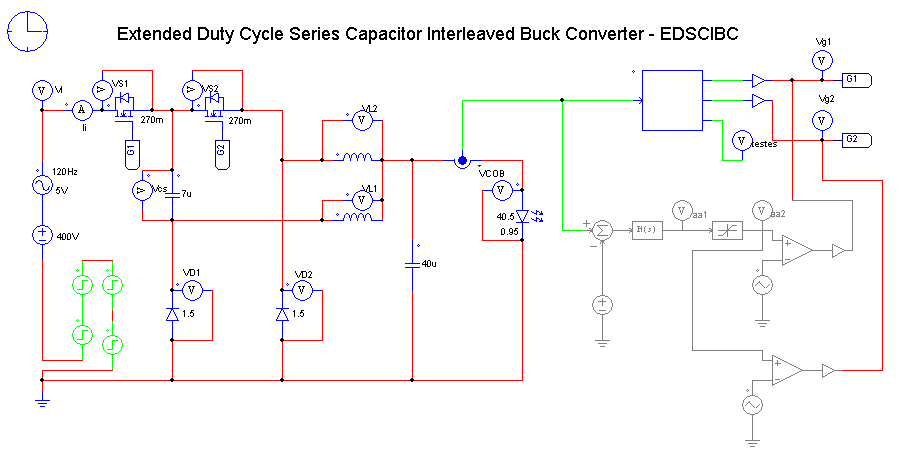 Extended Duty Cycle Series Capacitor Interleaved Buck Converter - EDSCIBC
Vg1
V
VI
V
VS1
V
VS2
V
G1
A
Ii
270m
270m
VL2
V
Vg2
V
G1
G2
V
testes
G2
120Hz
5V
Vcs
V
7u
VL1
V
VCOB
V
40.5
0.95
H(s)
V
aa1
V
aa2
400V
40u
VD1
V
1.5
VD2
V
1.5